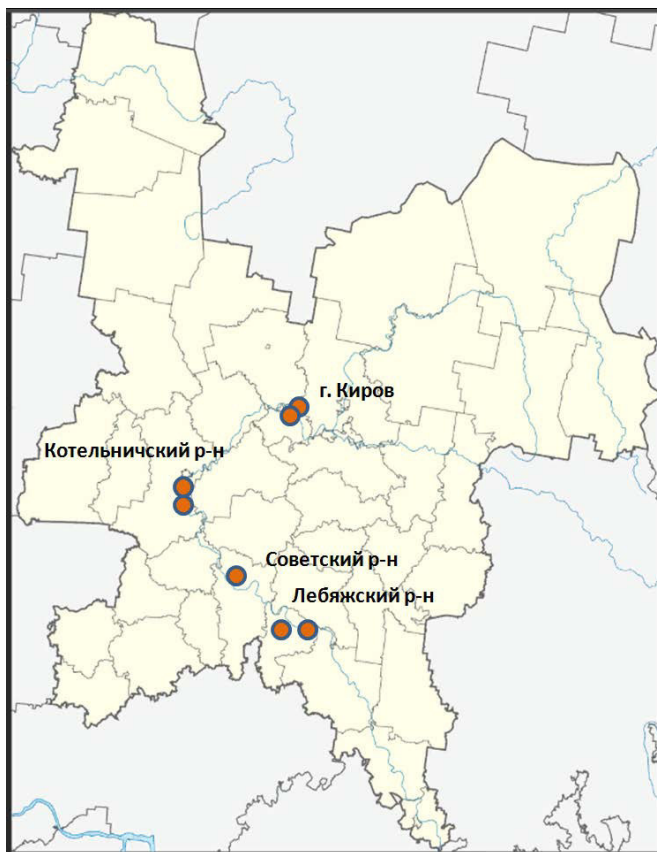 г. Киров
Котельничский р-н
Советский р-н
Лебяжский р-н